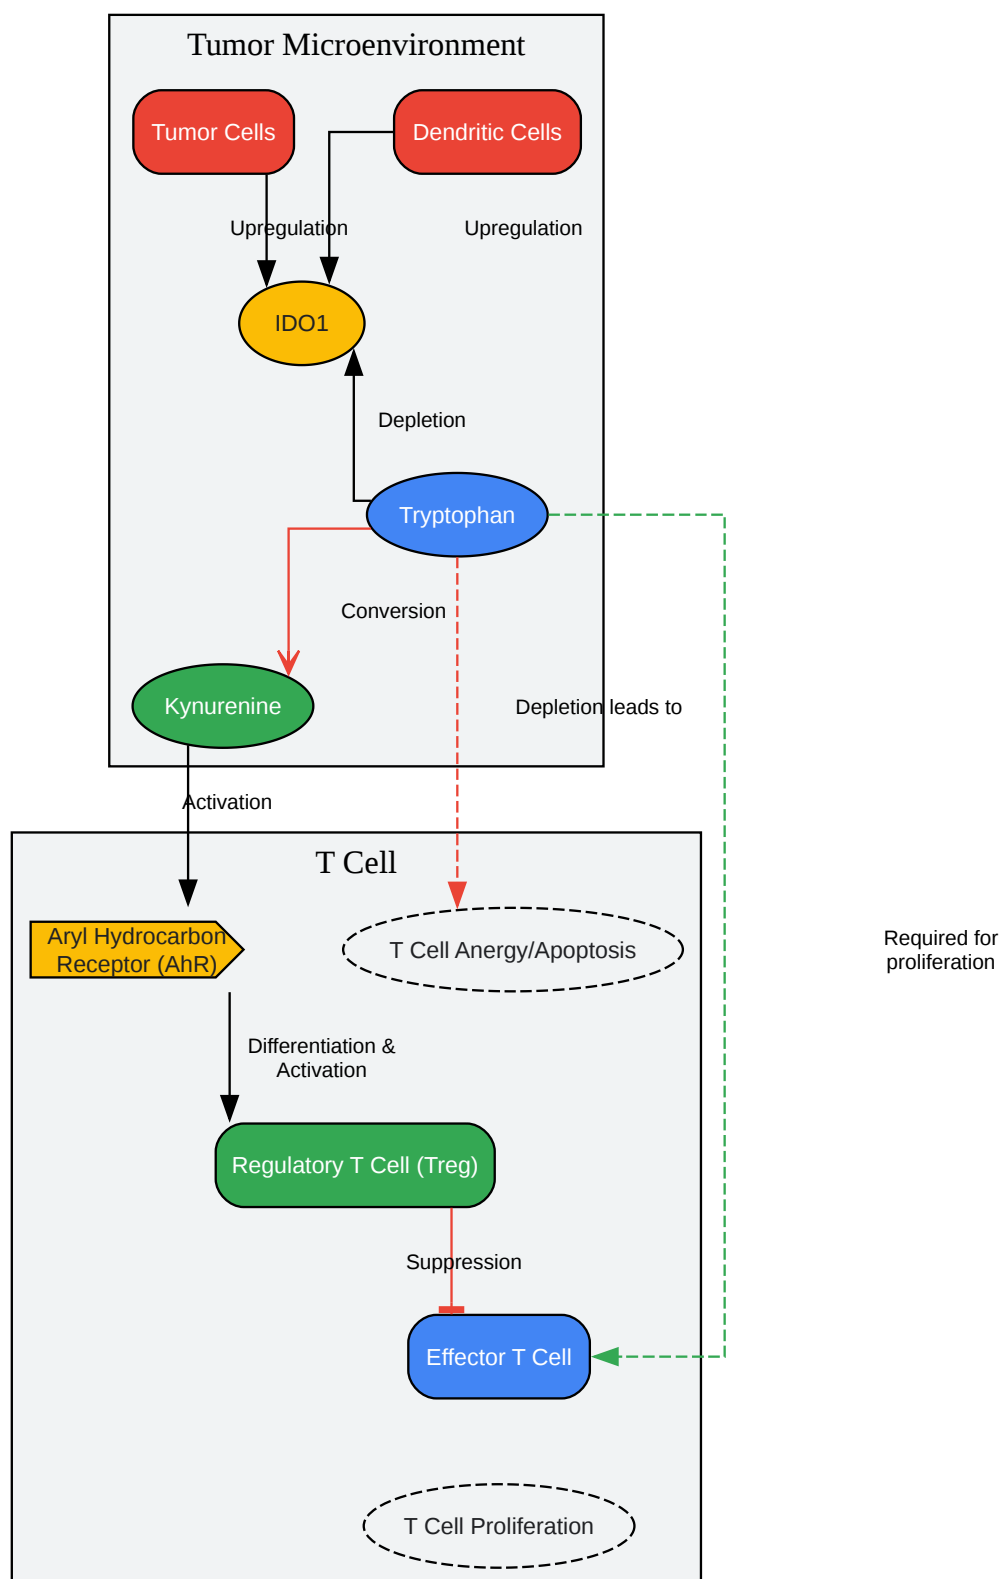 Tumor Microenvironment
Tumor Cells
Dendritic Cells
Upregulation
Upregulation
IDO1
Depletion
Tryptophan
Conversion
Kynurenine
Depletion leads to
Activation
T Cell
Aryl Hydrocarbon
Receptor (AhR)
T Cell Anergy/Apoptosis
Required for
proliferation
Differentiation &
Activation
Regulatory T Cell (Treg)
Suppression
Effector T Cell
T Cell Proliferation